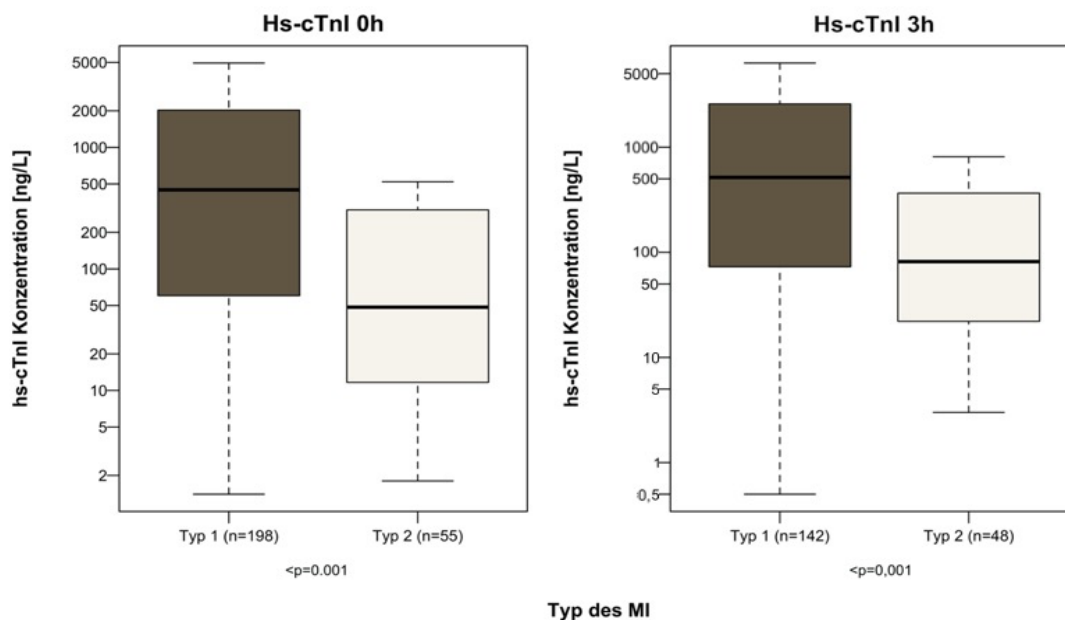 Hs-cTnI 0h
hs-cTnI Konzentration [ng/L]
5000
2000
1000
500
200
100
50
20
10
5
2
Typ 1 (n=198) Typ 2 (n=55)
<p=0.001
Hs-cTnI 3h
hs-cTnI Konzentration [ng/L]
5000
1000
500
100
50
10
5
1
0,5
Typ 1 (n=142) Typ 2 (n=48)
<p=0,001
Typ des MI